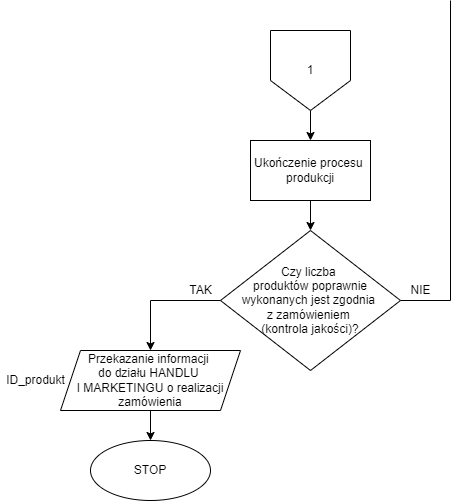 1
Ukończenie procesu
produkcji
Czy liczba
produktów poprawnie
wykonanych jest zgodnia
z zamówieniem
(kontrola jakości)?
TAK
NIE
Przekazanie informacji
do działu HANDLU
I MARKETINGU o realizacji
zamówienia
ID_produkt
STOP